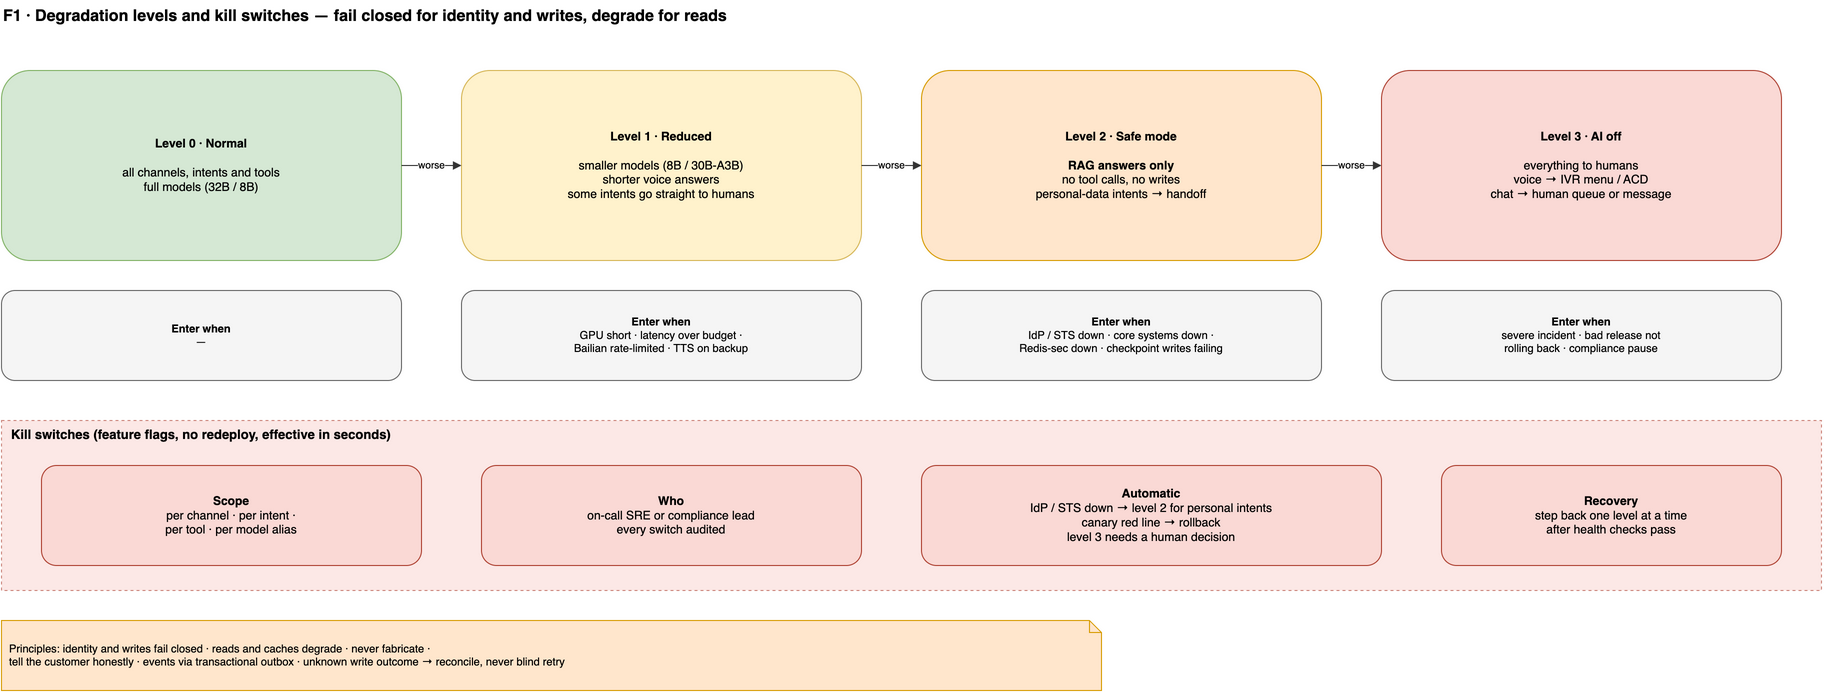 F1 · Degradation levels and kill switches — fail closed for identity and writes, degrade for reads
Level 0 · Normal
all channels, intents and tools
full models (32B / 8B)
worse
Level 1 · Reduced
smaller models (8B / 30B-A3B)
shorter voice answers
some intents go straight to humans
worse
Level 2 · Safe mode
RAG answers only
no tool calls, no writes
personal-data intents → handoff
worse
Level 3 · AI off
everything to humans
voice → IVR menu / ACD
chat → human queue or message
Enter when
—
Enter when
GPU short · latency over budget ·
Bailian rate-limited · TTS on backup
Enter when
IdP / STS down · core systems down ·
Redis-sec down · checkpoint writes failing
Enter when
severe incident · bad release not
rolling back · compliance pause
Kill switches (feature flags, no redeploy, effective in seconds)
Scope
per channel · per intent ·
per tool · per model alias
Who
on-call SRE or compliance lead
every switch audited
Automatic
IdP / STS down → level 2 for personal intents
canary red line → rollback
level 3 needs a human decision
Recovery
step back one level at a time
after health checks pass
Principles: identity and writes fail closed · reads and caches degrade · never fabricate ·
tell the customer honestly · events via transactional outbox · unknown write outcome → reconcile, never blind retry